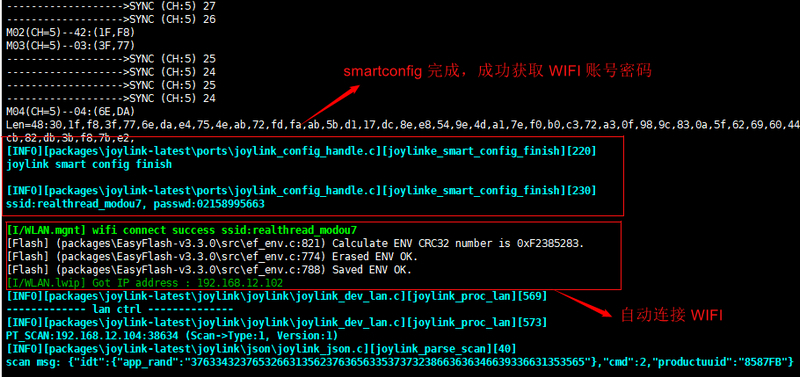 ------------------->SYNC (CH:5) 27
------------------->SYNC (CH:5) 26
M02(CH=5)--42:(1F,F8)
M03(CH=5)--03:(3F,77)
------------------->SYNC (CH:5) 25
------------------->SYNC (CH:5) 24
------------------->SYNC (CH:5) 25
------------------->SYNC (CH:5) 24
smartconfig 完成，成功获取 WIFI 账号密码
M04(CH=5)--04:(6E,DA)
Len=48:30,1f,f8,3f,77,6e,da,e4,75,4e,ab,72,fd,fa,ab,5b,d1,17,dc,8e,e8,54,9e,4d,a1,7e,f0,b0,c3,72,a3,0f,98,9c,83,0a,5f,62,69,60,44
cb,82,db,3b,f8,7b,e2,
[INFO][packages\joylink-latest\ports\joylink_config_handle.c][joylinke_smart_config_finish][220]
joylink smart config finish
[INFO][packages\joylink-latest\ports\joylink_config_handle.c][joylinke_smart_config_finish][230]
ssid:realthread_modou7, passwd:02158995663
[I/WLAN.mgnt] wifi connect success ssid:realthread_modou7
[Flash] (packages\EasyFlash-v3.3.0\src\ef_env.c:821) Calculate ENV CRC32 number is 0xF2385283.
[Flash] (packages\EasyFlash-v3.3.0\src\ef_env.c:774) Erased ENV OK.
[Flash] (packages\EasyFlash-v3.3.0\src\ef_env.c:788) Saved ENV OK.
[I/WLAN.lwip] Got IP address : 192.168.12.102
[INFO][packages\joylink-latest\joylink\joylink_dev_lan.c][joylink_proc_lan][569]
------------- lan ctrl --------------
自动连接 WIFI
[INFO][packages\joylink-latest\joylink\joylink_dev_lan.c][joylink_proc_lan][573]
PT_SCAN:192.168.12.104:38634 (Scan->Type:1, Version:1)
[INFO][packages\joylink-latest\joylink\json\joylink_json.c][joylink_parse_scan][40]
scan msg: {"idt":{"app_rand":"37633432376532663135623763656335373732386636363466393366313535​65"},"cmd":2,"productuuid":"8587FB"}